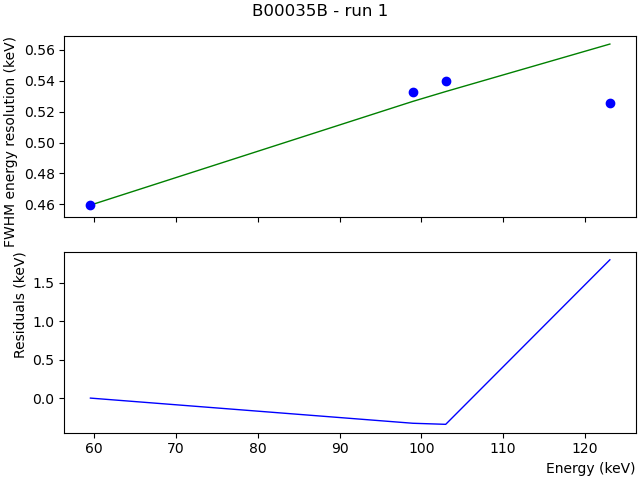 B00035B - run 1
FWHM energy resolution (keV)
0.56
0.54
0.52
0.50
0.48
0.46
Residuals (keV)
1.5
1.0
0.5
0.0
60 70 80 90 100 110 120
Energy (keV)